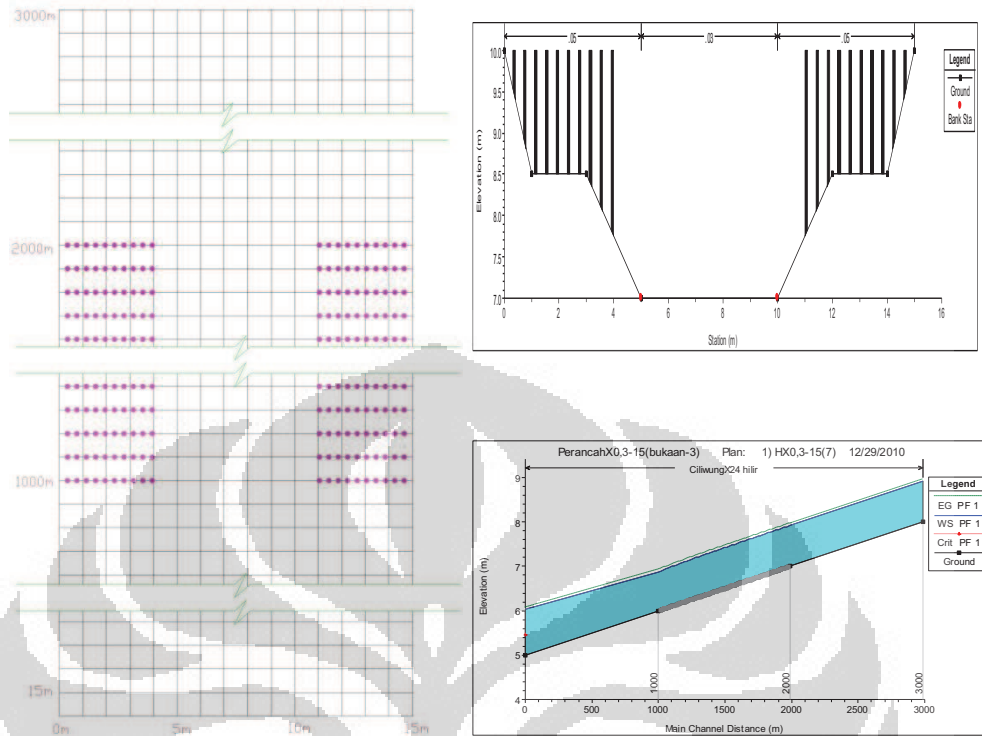 3000m
2000m
1000m
15m
0m
5m
10m
15m
.05
.03
.05
10.0
9.5
9.0
8.5
8.0
7.5
7.0
Elevation (m)
0
2
4
6
8
10
12
14
16
Station (m)
Legend
Ground
Bank Sta
PerancahX0,3-15(bukaan-3) Plan: 1) HX0,3-15(7) 12/29/2010
CiliwungX24 hilir
9
8
7
6
5
4
Elevation (m)
1000
2000
3000
0
500
1000
1500
2000
2500
3000
Main Channel Distance (m)
Legend
EG PF 1
WS PF 1
Crit PF 1
Ground